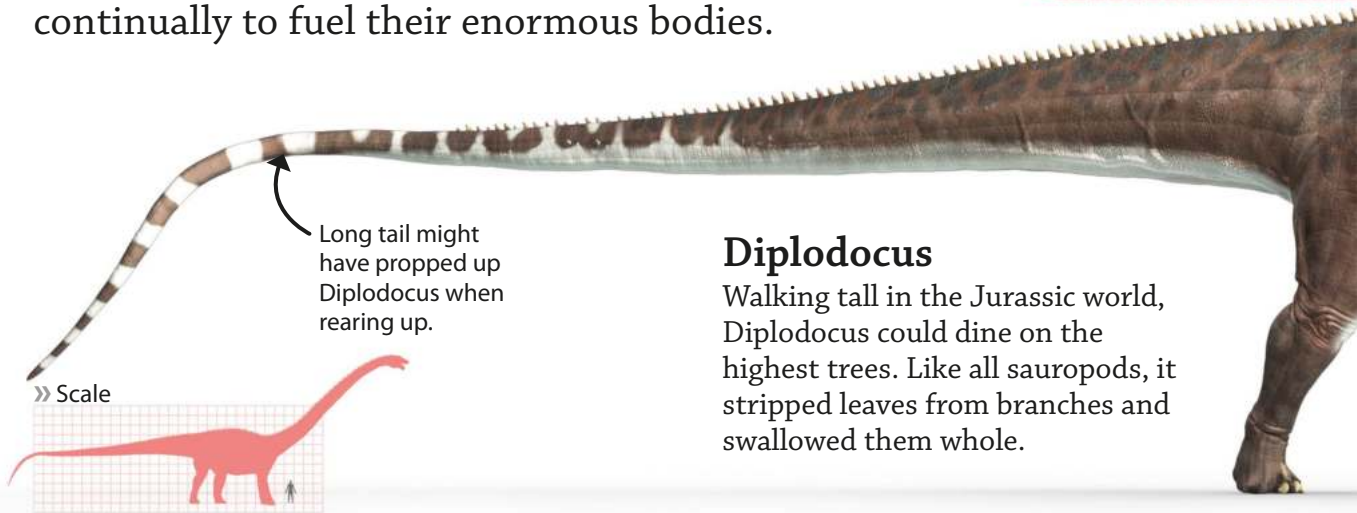 continually to fuel their enormous bodies.
Long tail might
have propped up
Diplodocus when
rearing up.
Diplodocus
Walking tall in the Jurassic world,
Diplodocus could dine on the
highest trees. Like all sauropods, it
stripped leaves from branches and
swallowed them whole.
» Scale